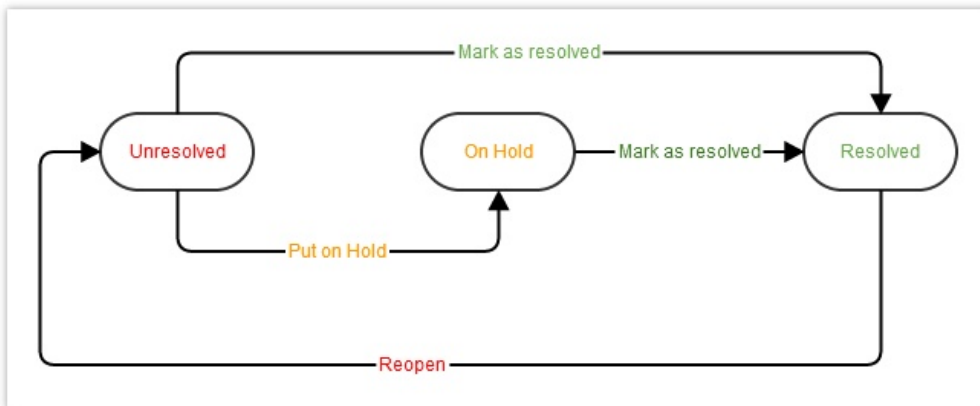 Mark as resolved
Unresolved
On Hold
Mark as resolved
Resolved
Put on Hold
Reopen